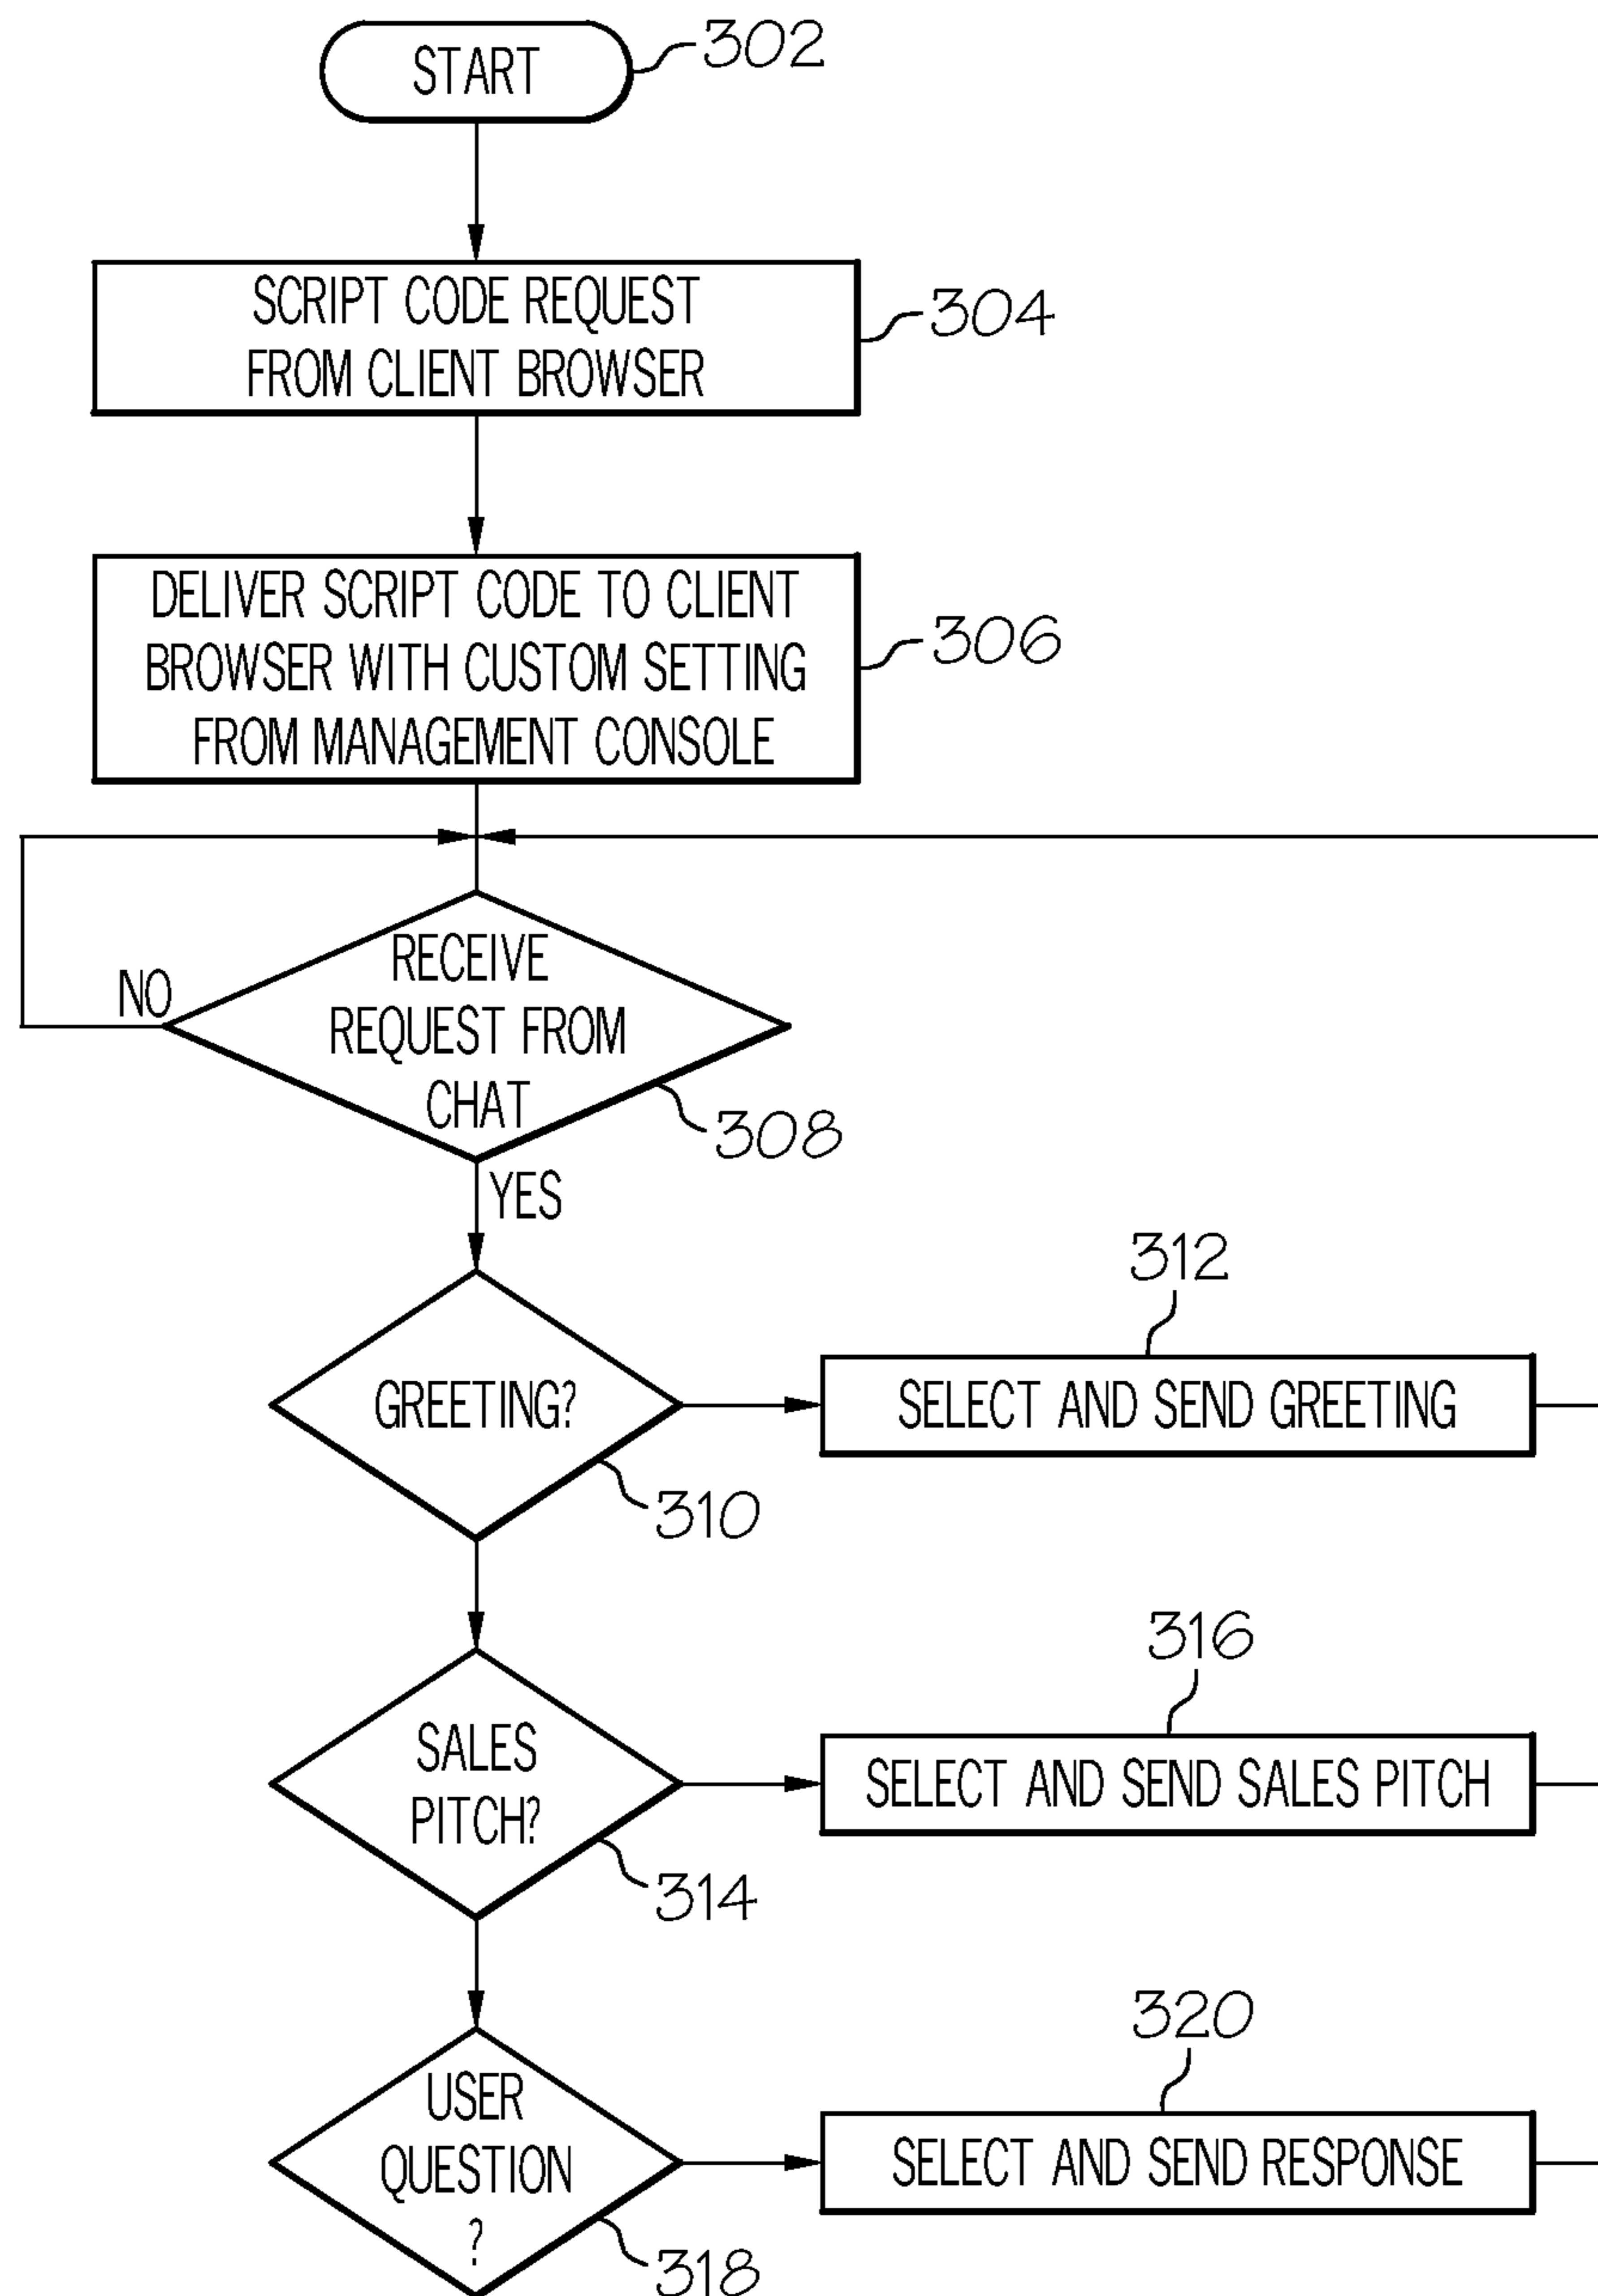 START
302
SCRIPT CODE REQUEST
FROM CLIENT BROWSER
304
DELIVER SCRIPT CODE TO CLIENT
BROWSER WITH CUSTOM SETTING
FROM MANAGEMENT CONSOLE
306
NO
RECEIVE
REQUEST FROM
CHAT
308
YES
312
GREETING?
SELECT AND SEND GREETING
310
316
SALES
PITCH?
SELECT AND SEND SALES PITCH
314
320
USER
QUESTION
?
SELECT AND SEND RESPONSE
318